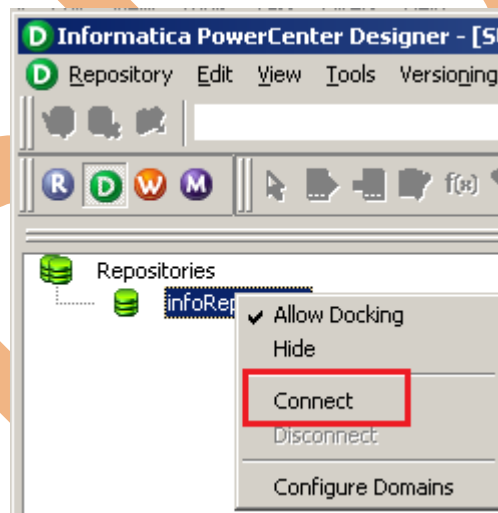 D Informatica PowerCenter Designer - [S
D Repository Edit View Tools Versioning
R D W M f(x)
Repositories
infoRep
Allow Docking
Hide
Connect
Disconnect
Configure Domains